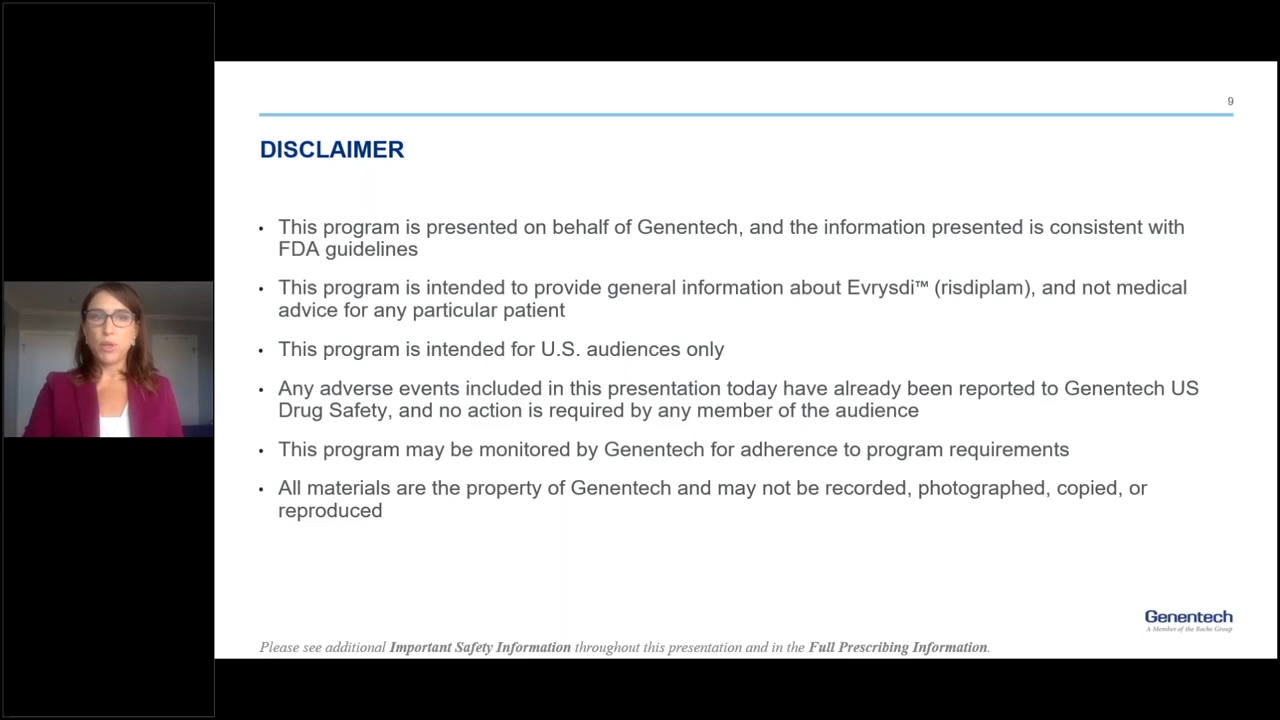 9
DISCLAIMER
• This program is presented on behalf of Genentech, and the information presented is consistent with
FDA guidelines
• This program is intended to provide general information about Evrysdi™ (risdiplam), and not medical
advice for any particular patient
• This program is intended for U.S. audiences only
• Any adverse events included in this presentation today have already been reported to Genentech US
Drug Safety, and no action is required by any member of the audience
• This program may be monitored by Genentech for adherence to program requirements
• All materials are the property of Genentech and may not be recorded, photographed, copied, or
reproduced
Genentech
A Member of the Roche Group
Please see additional Important Safety Information throughout this presentation and in the Full Prescribing Information.